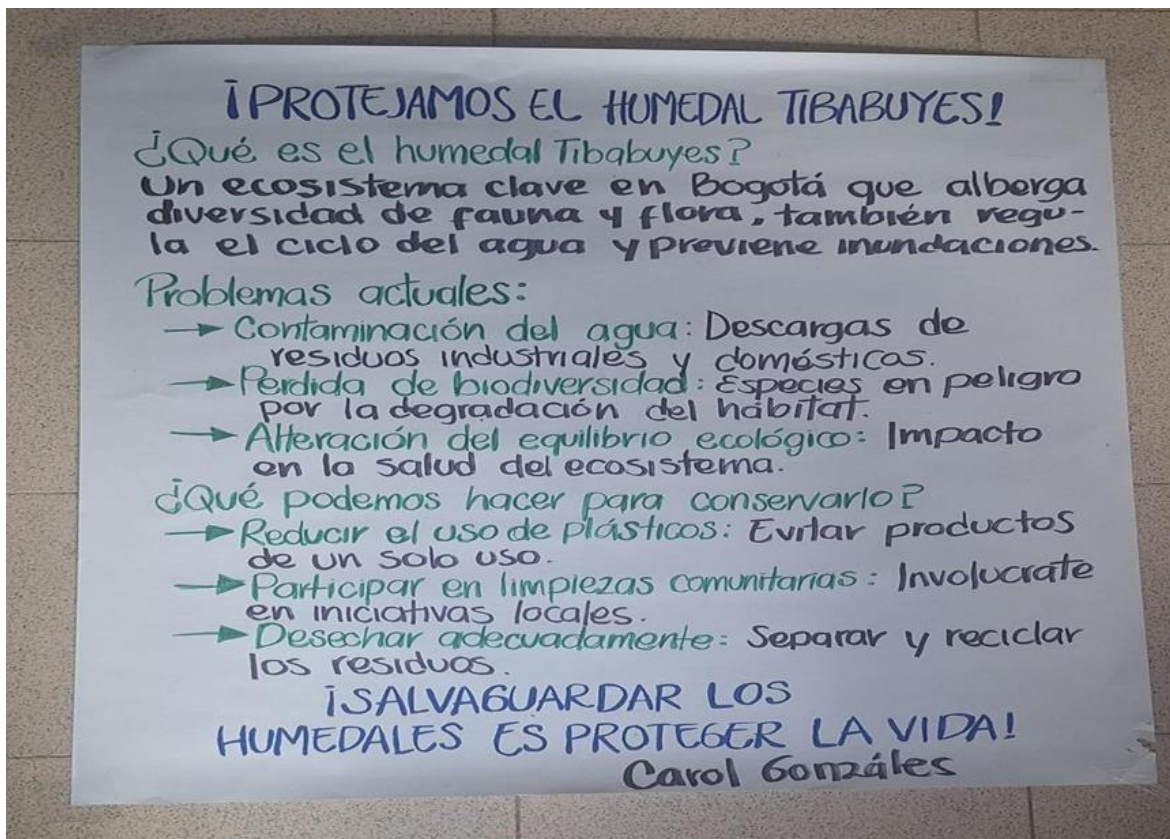 ¡PROTEJAMOS EL HUMEDAL TIBABUYES!
¿Qué es el humedal Tibabuyes?
Un ecosistema clave en Bogotá que alberga
diversidad de fauna y flora, también regu-
la el ciclo del agua y previene inundaciones.
Problemas actuales:
→ Contaminación del agua: Descargas de
residuos industriales y domésticas.
→ Perdida de biodiversidad: Especies en peligro
por la degradación del hábitat.
→ Alteración del equilibrio ecológico: Impacto
en la salud del ecosistema.
¿Qué podemos hacer para conservarlo?
→ Reducir el uso de plásticos: Evitar productos
de un solo uso.
→ Participar en limpiezas comunitarias: Involucrate
en iniciativas locales.
→ Desechar adecuadamente: Separar y reciclar
los residuos.
¡SALVAGUARDAR LOS
HUMEDALES ES PROTEGER LA VIDA!
Carol Gonzáles